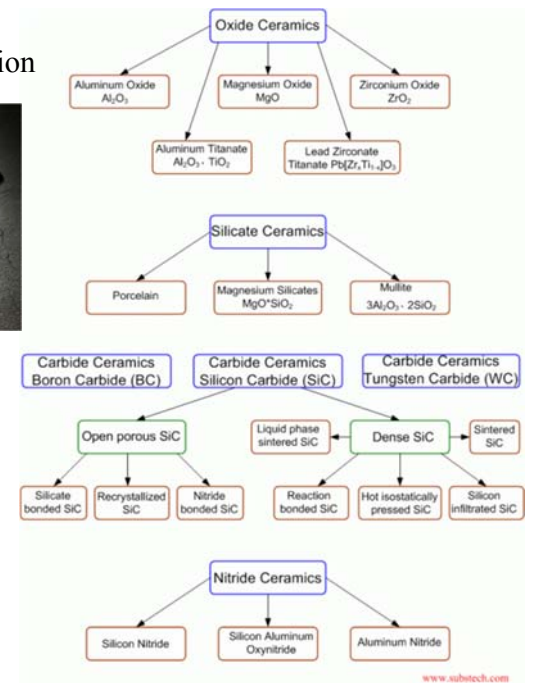 ion
Oxide Ceramics
Aluminum Oxide
Al₂O₃
Magnesium Oxide
MgO
Zirconium Oxide
ZrO₂
Aluminum Titanate
Al₂O₃ · TiO₂
Lead Zirconate
Titanate Pb[ZrₓTi₁₋ₓ]O₃
Silicate Ceramics
Porcelain
Magnesium Silicates
MgO*SiO₂
Mullite
3Al₂O₃ · 2SiO₂
Carbide Ceramics
Boron Carbide (BC)
Carbide Ceramics
Silicon Carbide (SiC)
Carbide Ceramics
Tungsten Carbide (WC)
Open porous SiC
Liquid phase
sintered SiC
Dense SiC
Sintered
SiC
Silicate
bonded SiC
Recrystallized
SiC
Nitride
bonded SiC
Reaction
bonded SiC
Hot isostatically
pressed SiC
Silicon
infiltrated SiC
Nitride Ceramics
Silicon Nitride
Silicon Aluminum
Oxynitride
Aluminum Nitride
www.substech.com